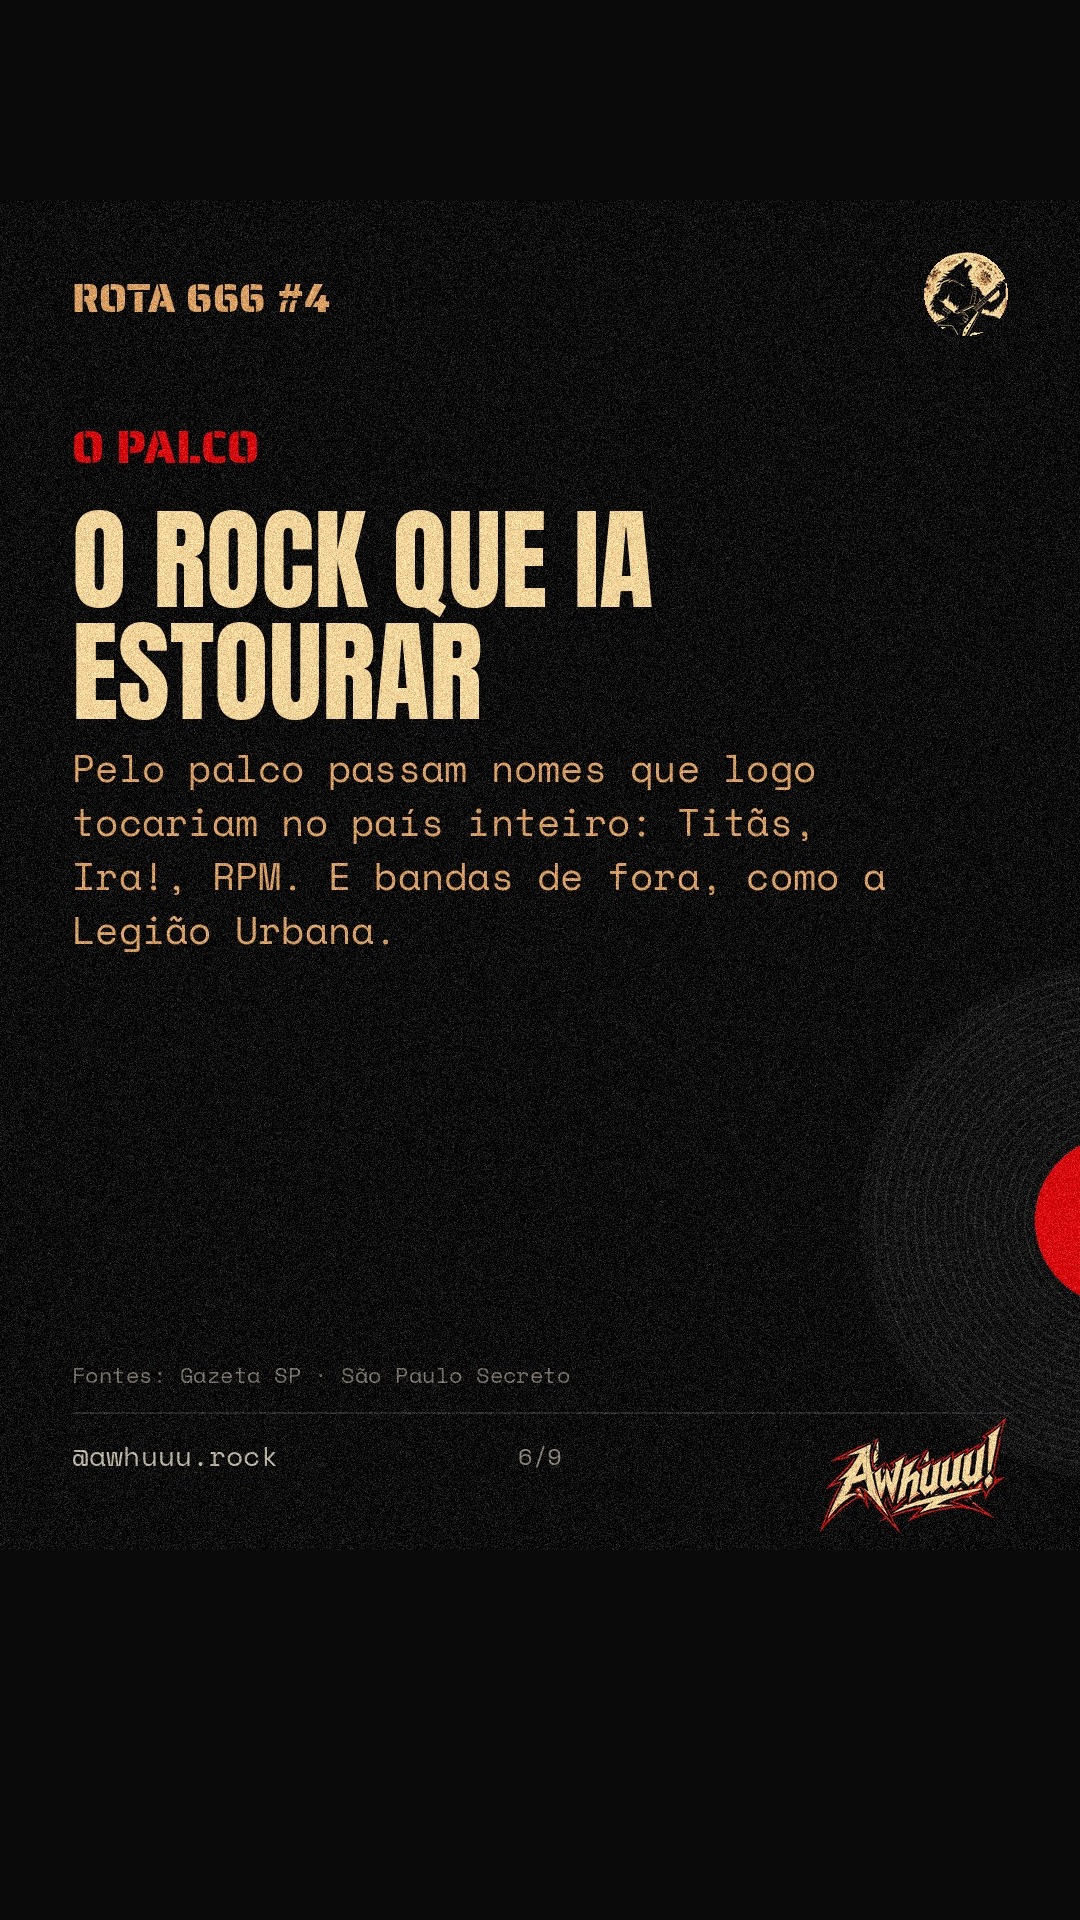 ROTA 666 #4
O PALCO
O ROCK QUE IA
ESTOURAR
Pelo palco passam nomes que logo
tocariam no país inteiro: Titãs,
Ira!, RPM. E bandas de fora, como a
Legião Urbana.
Fontes: Gazeta SP · São Paulo Secreto
@awhuuu.rock
6/9
Awhuuu!